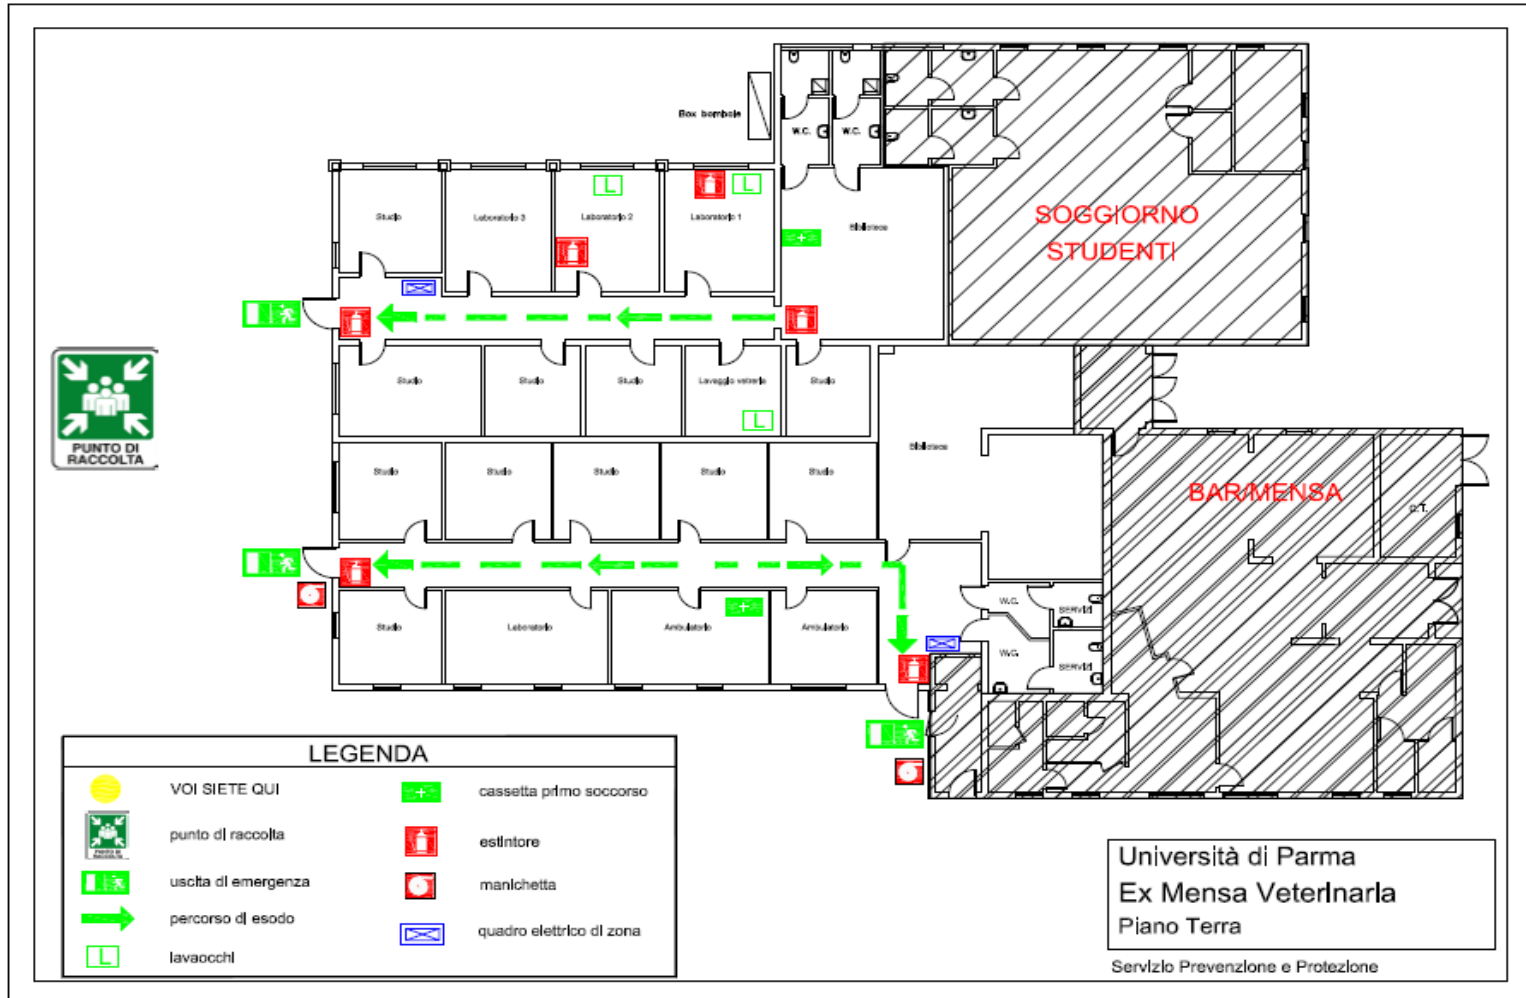 Box bombole
W.C.
W.C.
SOGGIORNO
STUDENTI
Studio
Laboratorio 3
Laboratorio 2
L
Laboratorio 1
L
Biblioteca
Studio
Studio
Studio
Lavaggio vetreria
L
Studio
PUNTO DI
RACCOLTA
Studio
Studio
Studio
Studio
Studio
Biblioteca
BAR/MENSA
C.T.
Studio
Laboratorio
Ambulatorio
Ambulatorio
W.C.
SERVIZI
W.C.
SERVIZI
LEGENDA
VOI SIETE QUI
punto di raccolta
uscita di emergenza
percorso di esodo
L
lavaocchi
cassetta primo soccorso
estintore
manichetta
quadro elettrico di zona
Università di Parma
Ex Mensa Veterinaria
Piano Terra
Servizio Prevenzione e Protezione